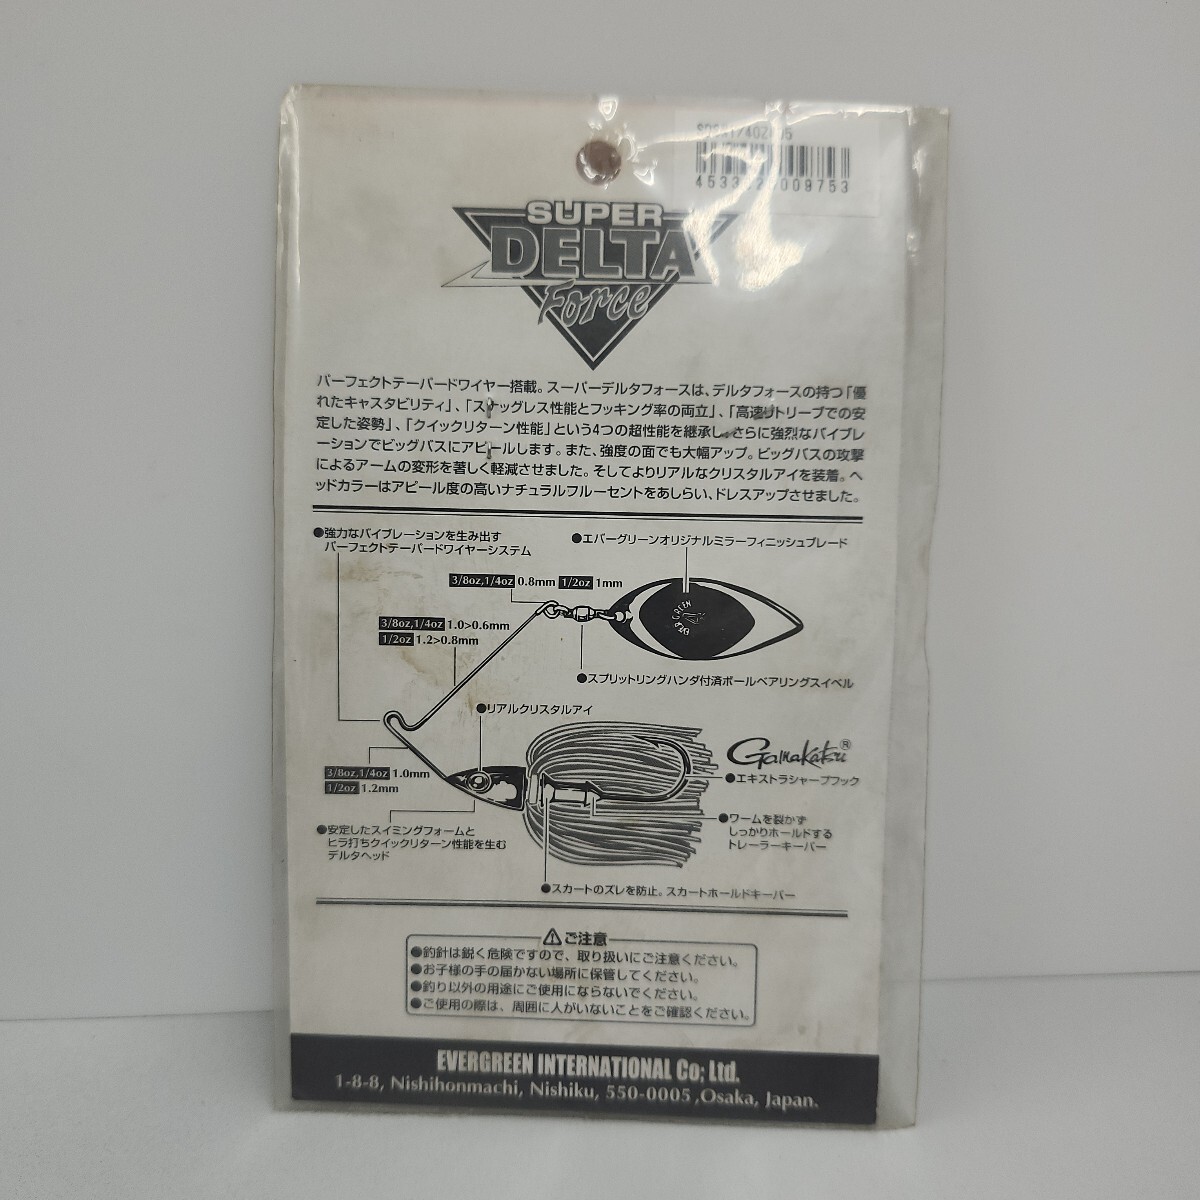 SUPER
DELTA
Force
パーフェクトテーパードワイヤー搭載。スーパーデルタフォースは、デルタフォースの持つ「優
れたキャスタビリティ」、「スナッグレス性能とフッキング率の両立」、「高速リトリーブでの安
定した姿勢」、「クイックリターン性能」という4つの超性能を継承し、さらに強烈なバイブレ
ーションでビッグバスにアピールします。また、強度の面でも大幅アップ。ビッグバスの攻撃
によるアームの変形を著しく軽減させました。そしてよりリアルなクリスタルアイを装着。ヘ
ッドカラーはアピール度の高いナチュラルフルーセントをあしらい、ドレスアップさせました。
●強力なバイブレーションを生み出す
パーフェクトテーパードワイヤーシステム
●エバーグリーンオリジナルミラーフィニッシュブレード
3/8oz,1/4oz 0.8mm 1/2oz 1mm
EVER GREEN
3/8oz,1/4oz 1.0>0.6mm
1/2oz 1.2>0.8mm
●スプリットリングハンダ付済ボールベアリングスイベル
●リアルクリスタルアイ
Gamakatsu®
●エキストラシャープフック
3/8oz,1/4oz 1.0mm
1/2oz 1.2mm
●ワームを裂かず
しっかりホールドする
トレーラーキーパー
●安定したスイミングフォームと
ヒラ打ちクイックリターン性能を生む
デルタヘッド
●スカートのズレを防止。スカートホールドキーパー
⚠ご注意
●釣針は鋭く危険ですので、取り扱いにご注意ください。
●お子様の手の届かない場所に保管してください。
●釣り以外の用途にご使用にならないでください。
●ご使用の際は、周囲に人がいないことをご確認ください。
EVERGREEN INTERNATIONAL Co; Ltd.
1-8-8, Nishihonmachi, Nishiku, 550-0005 ,Osaka, Japan.